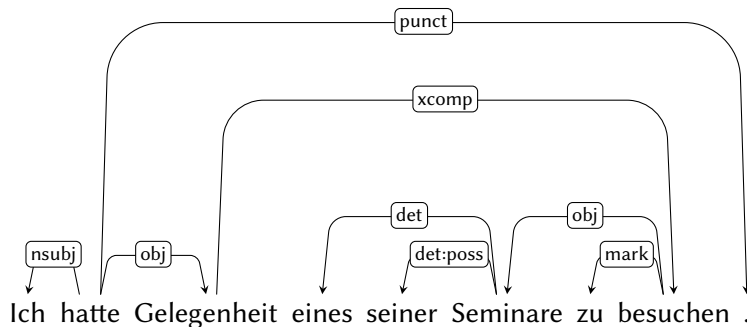 punct
xcomp
det obj
nsubj obj det:poss mark
Ich hatte Gelegenheit eines seiner Seminare zu besuchen .